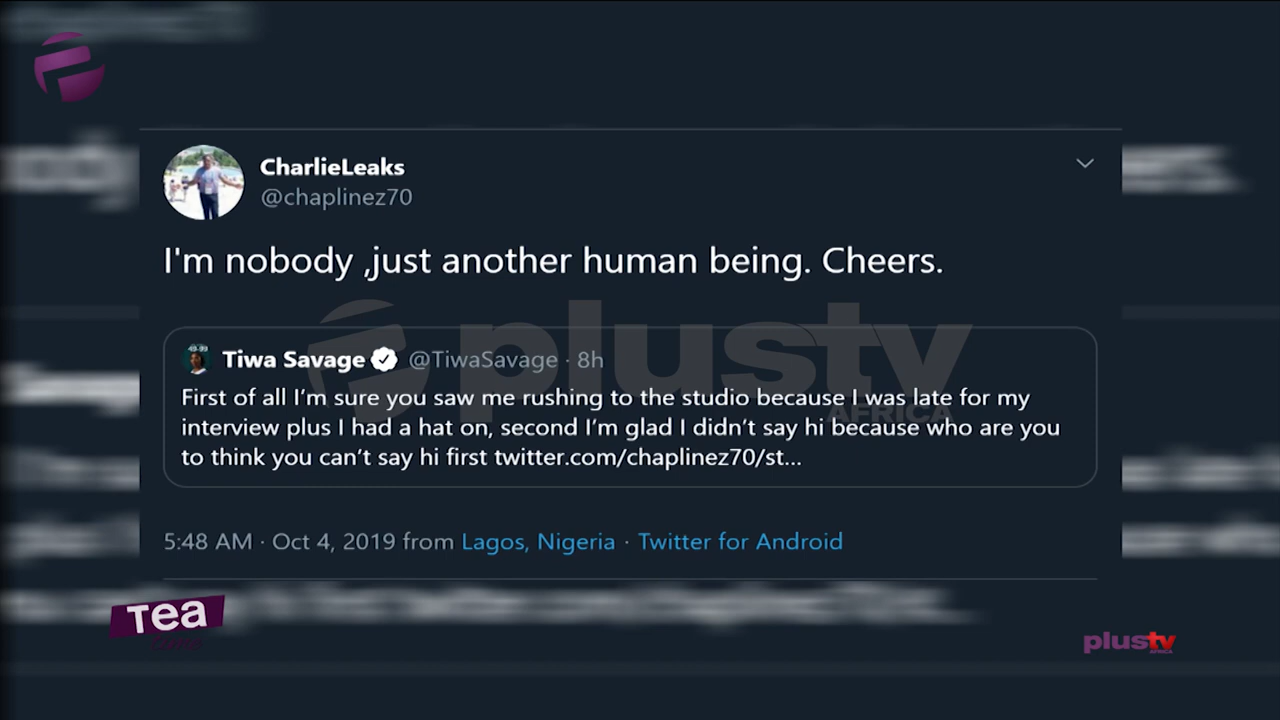 CharlieLeaks
@chaplinez70
I'm nobody ,just another human being. Cheers.
49-99
Tiwa Savage @TiwaSavage · 8h
First of all I’m sure you saw me rushing to the studio because I was late for my
interview plus I had a hat on, second I’m glad I didn’t say hi because who are you
to think you can’t say hi first twitter.com/chaplinez70/st...
plustv
AFRICA
5:48 AM · Oct 4, 2019 from Lagos, Nigeria · Twitter for Android
Tea
plustv
AFRICA